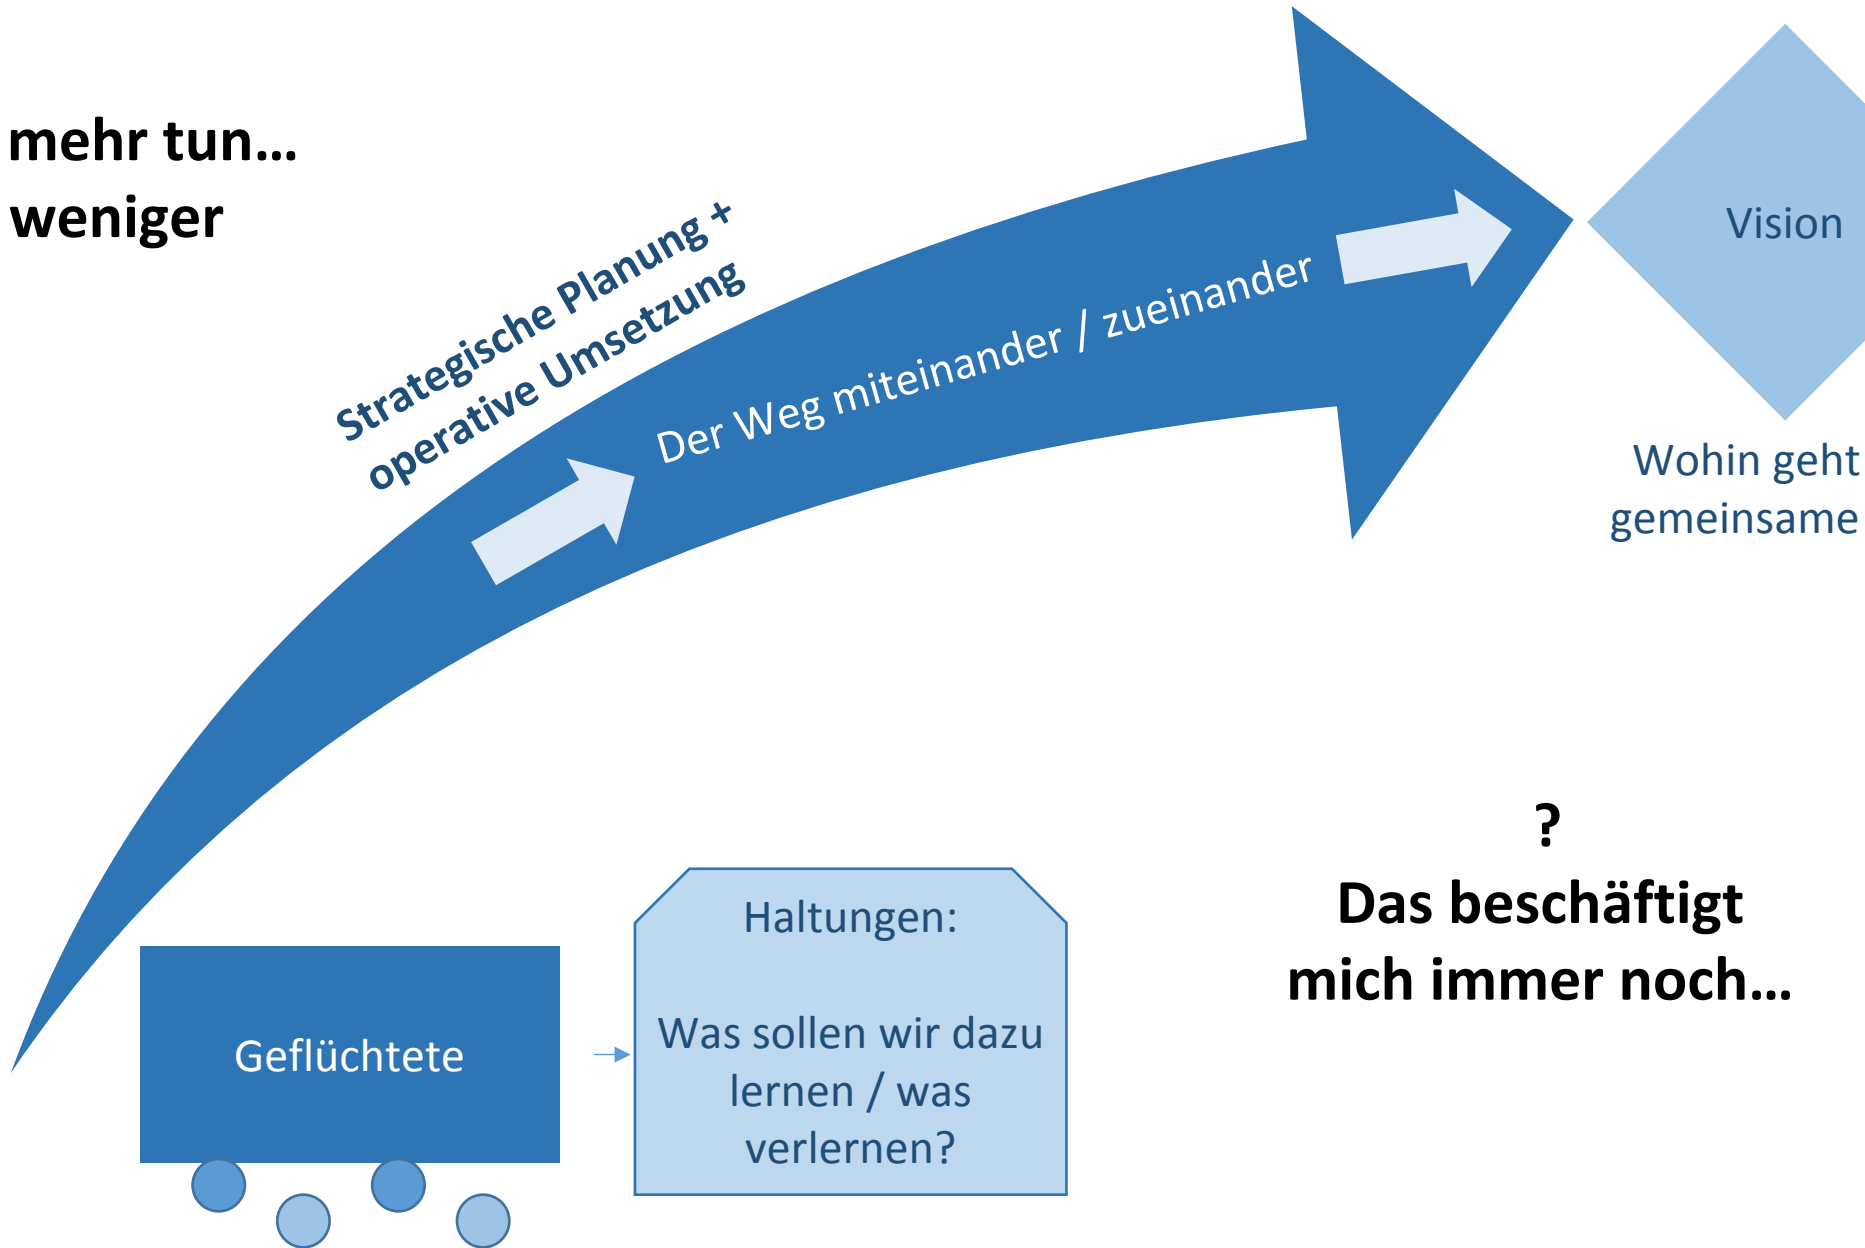 mehr tun…
weniger
Strategische Planung +
operative Umsetzung
Der Weg miteinander / zueinander
Vision
Wohin geht
gemeinsame
?
Das beschäftigt
mich immer noch…
Haltungen:
Was sollen wir dazu
lernen / was
verlernen?
Geflüchtete